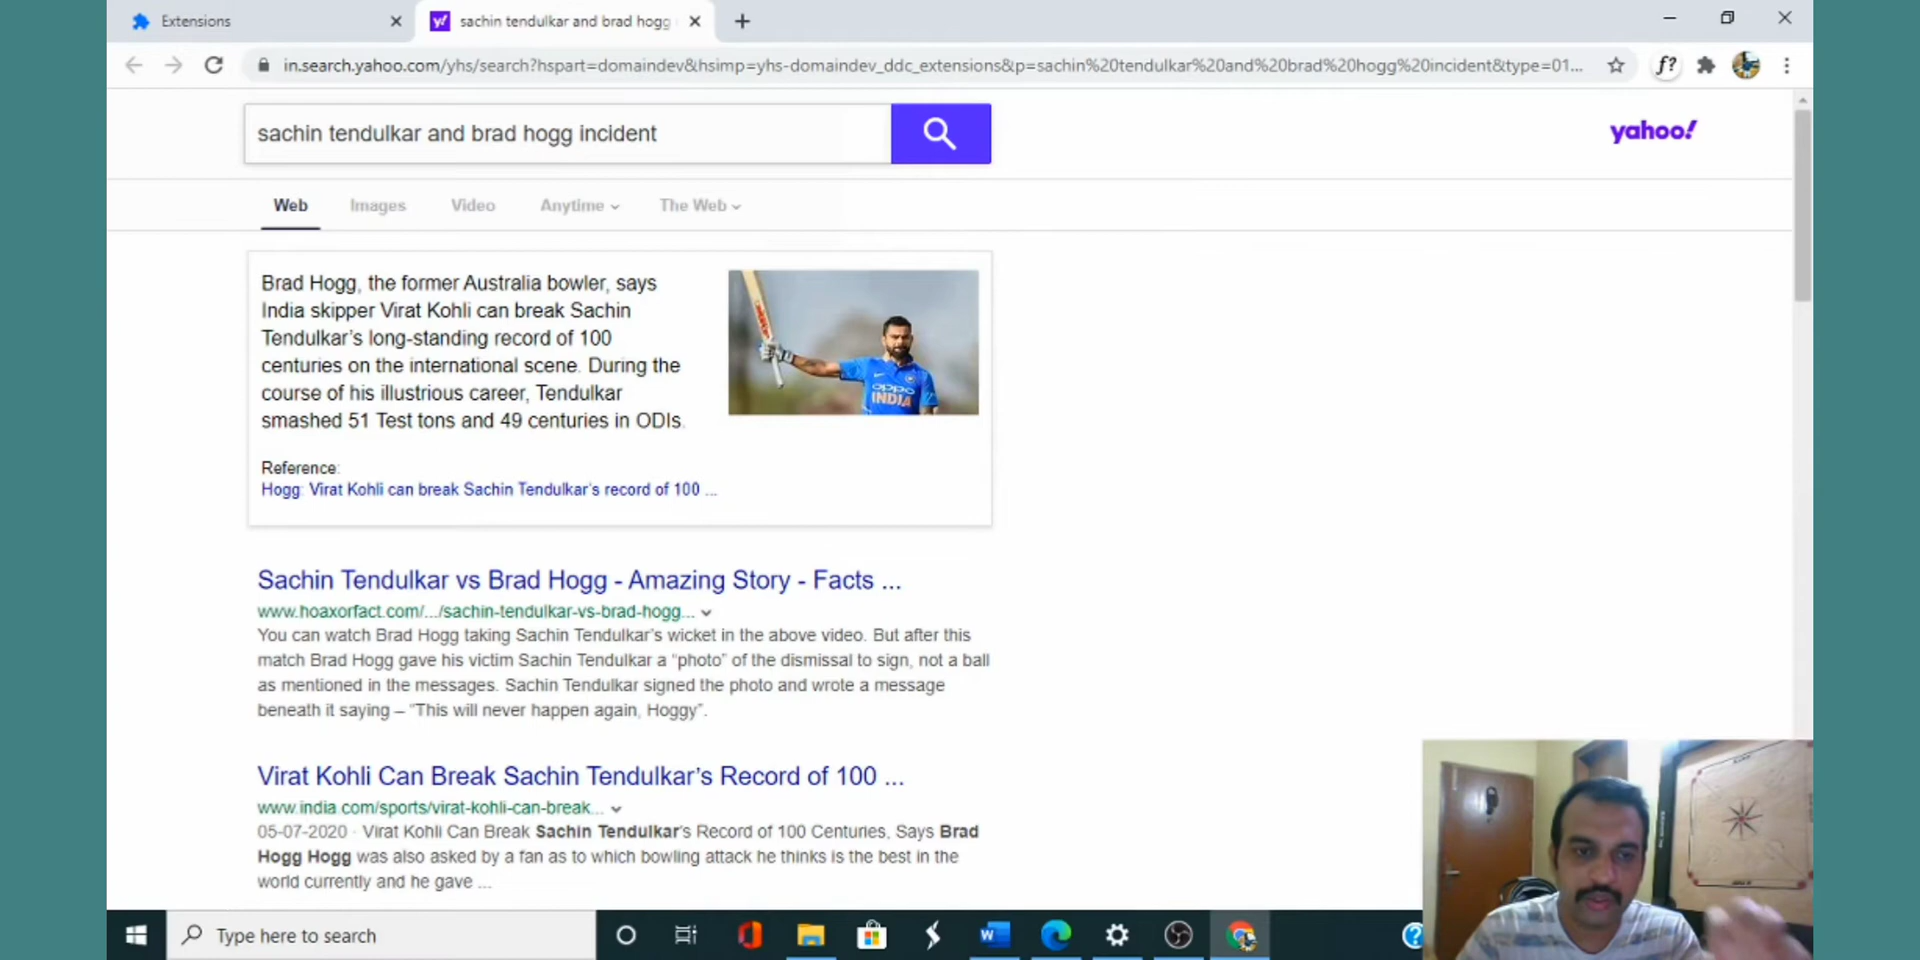 Extensions
sachin tendulkar and brad hogg
in.search.yahoo.com/yhs/search?hspart=domaindev&hsimp=yhs-domaindev_ddc_extensions&p=sachin%20tendulkar%20and%20brad%20hogg%20incident&type=01...
f?
sachin tendulkar and brad hogg incident
yahoo!
Web Images Video Anytime The Web
Brad Hogg, the former Australia bowler, says
India skipper Virat Kohli can break Sachin
Tendulkar's long-standing record of 100
centuries on the international scene. During the
course of his illustrious career, Tendulkar
smashed 51 Test tons and 49 centuries in ODIs.
oppo
INDIA
Reference:
Hogg: Virat Kohli can break Sachin Tendulkar's record of 100 ...
Sachin Tendulkar vs Brad Hogg - Amazing Story - Facts ...
www.hoaxorfact.com/.../sachin-tendulkar-vs-brad-hogg...
You can watch Brad Hogg taking Sachin Tendulkar's wicket in the above video. But after this
match Brad Hogg gave his victim Sachin Tendulkar a “photo” of the dismissal to sign, not a ball
as mentioned in the messages. Sachin Tendulkar signed the photo and wrote a message
beneath it saying – “This will never happen again, Hoggy”.
Virat Kohli Can Break Sachin Tendulkar's Record of 100 ...
www.india.com/sports/virat-kohli-can-break...
05-07-2020 · Virat Kohli Can Break Sachin Tendulkar's Record of 100 Centuries, Says Brad
Hogg Hogg was also asked by a fan as to which bowling attack he thinks is the best in the
world currently and he gave ...
Type here to search